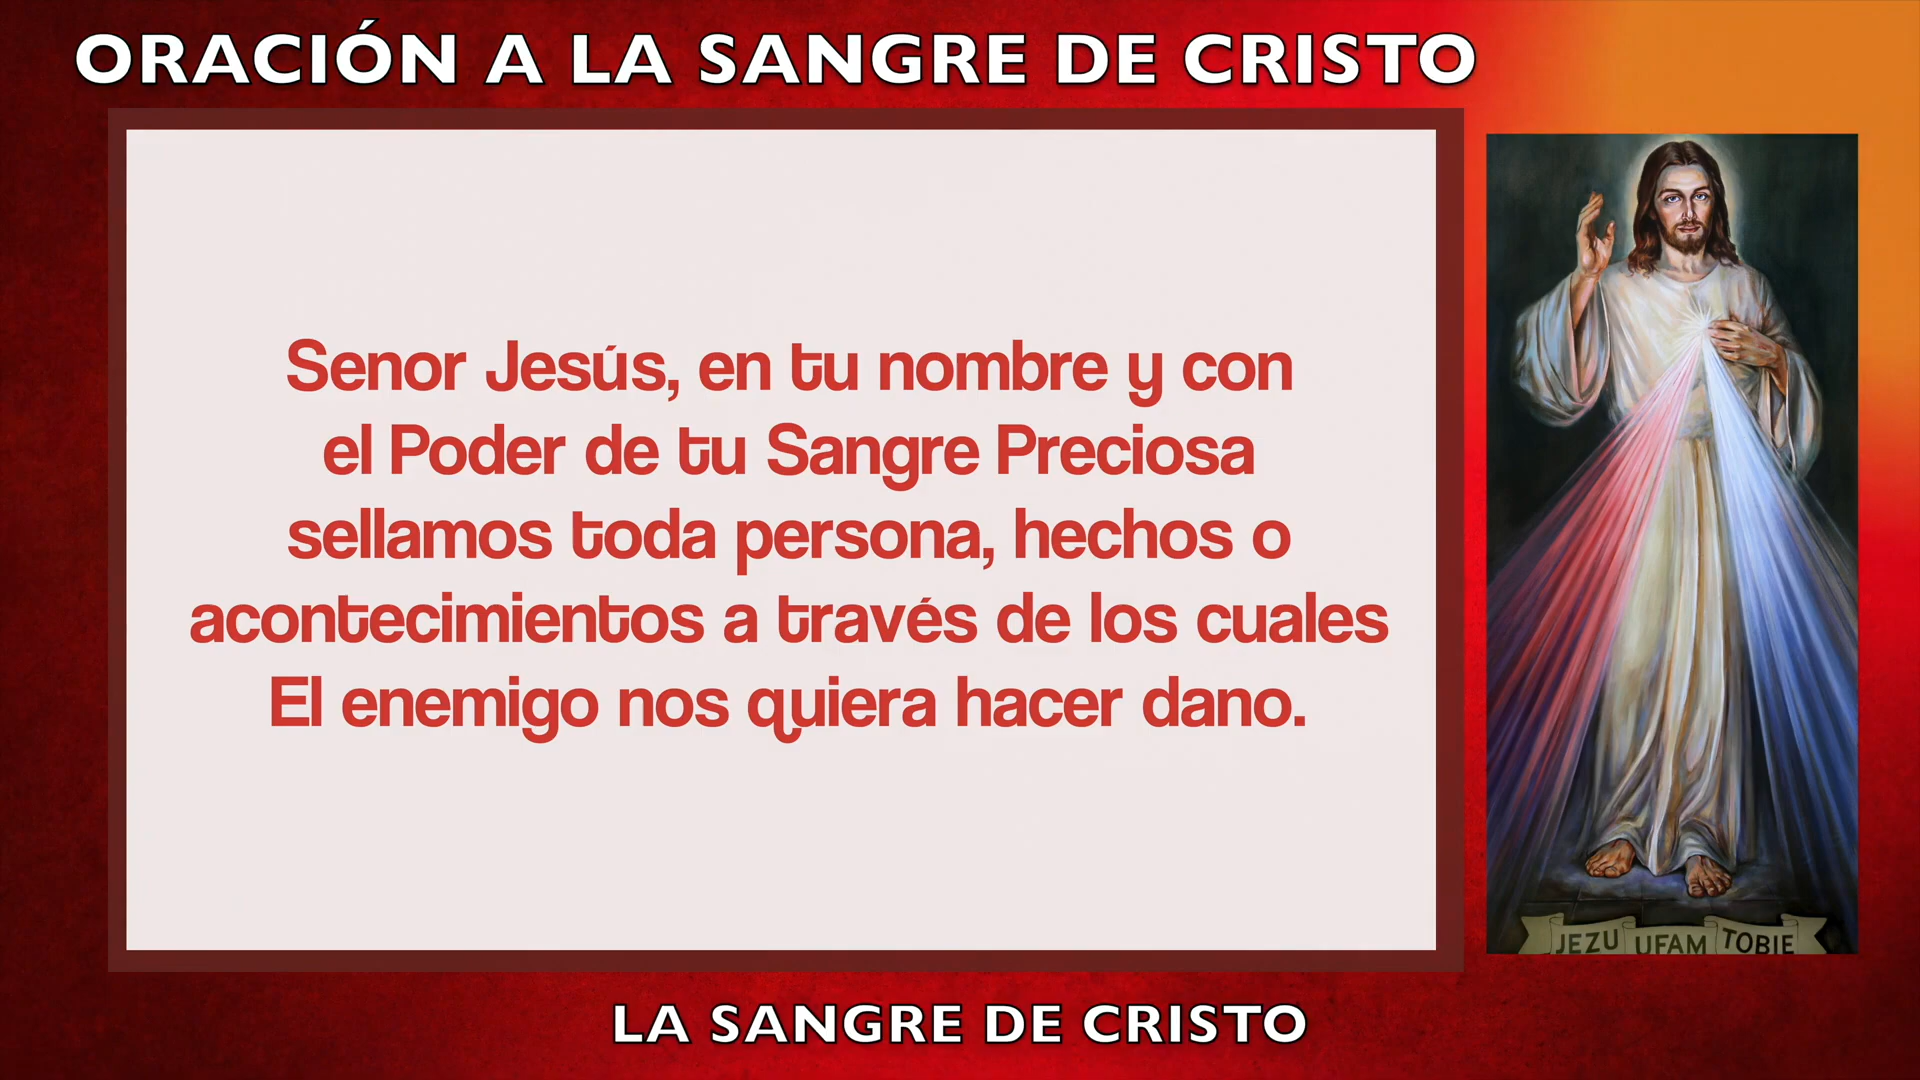 ORACIÓN A LA SANGRE DE CRISTO
Senor Jesús, en tu nombre y con
el Poder de tu Sangre Preciosa
sellamos toda persona, hechos o
acontecimientos a través de los cuales
El enemigo nos quiera hacer dano.
JEZU UFAM TOBIE
LA SANGRE DE CRISTO